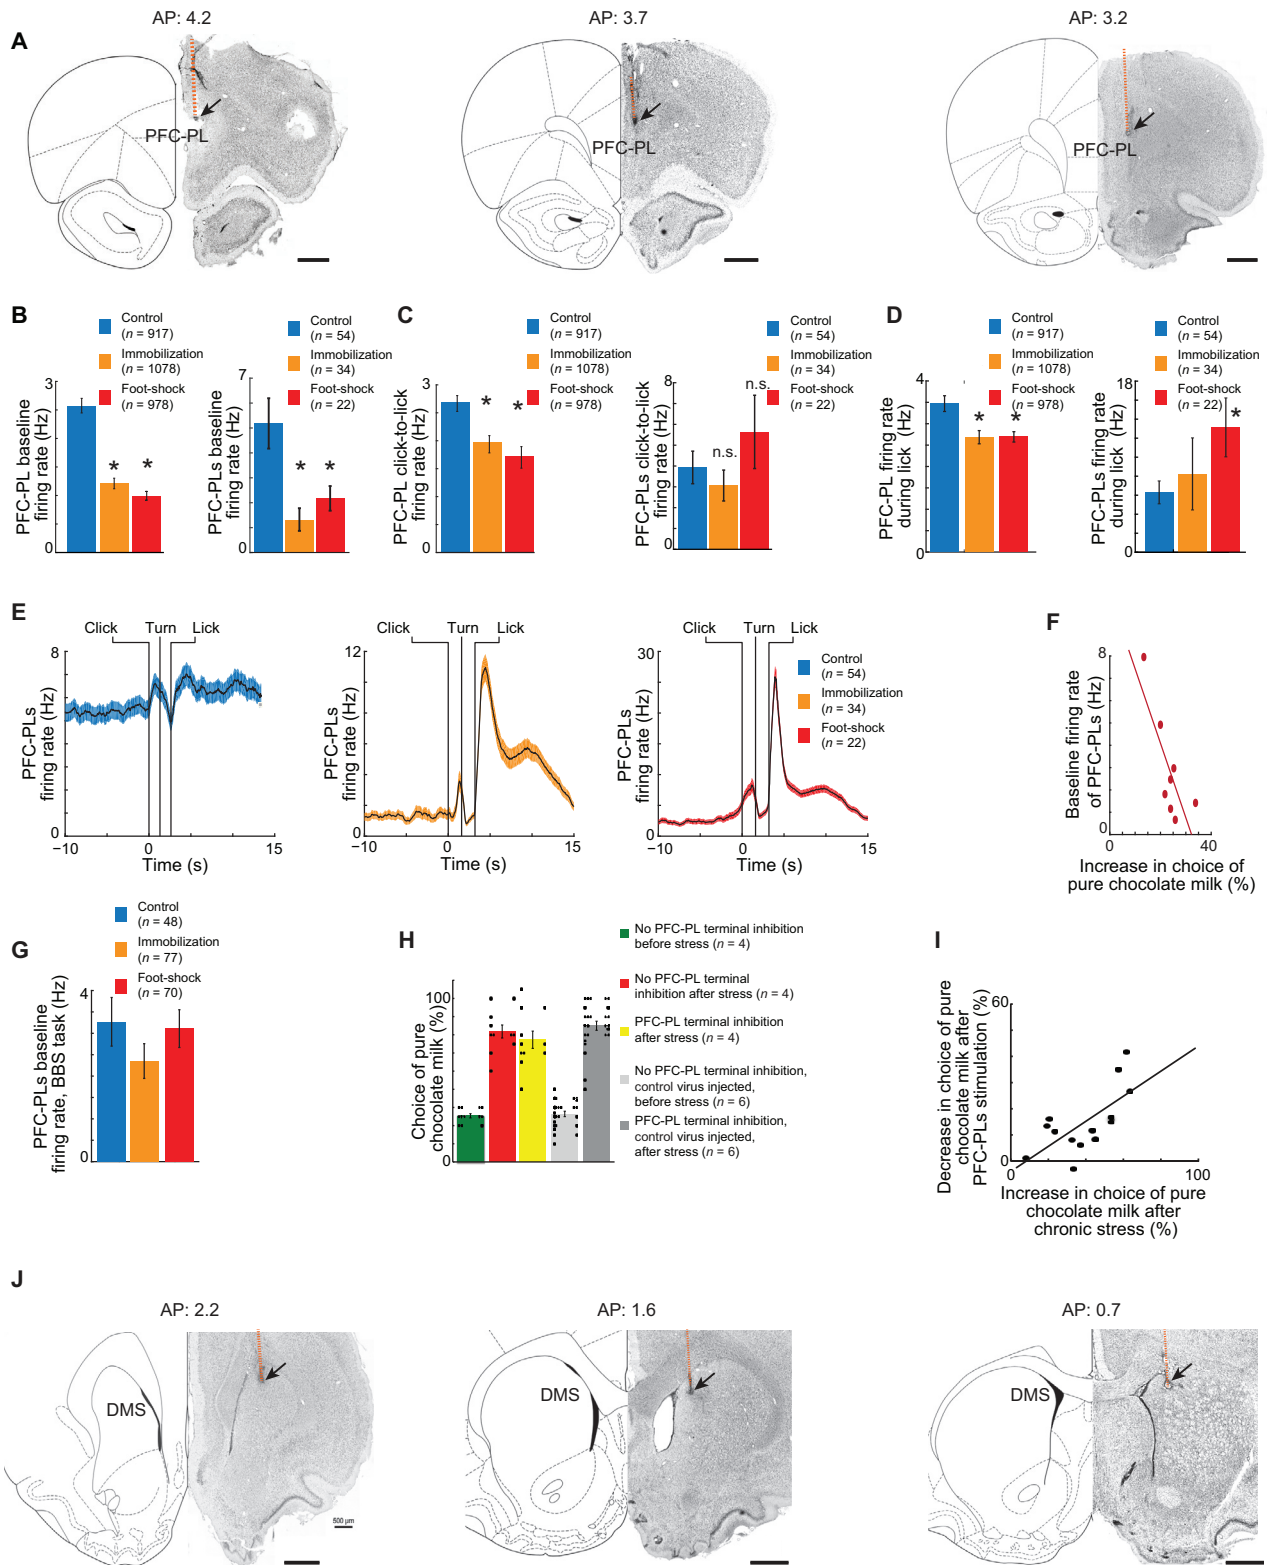 AP: 4.2
AP: 3.7
AP: 3.2
A
PFC-PL
PFC-PL
PFC-PL
B
Control
(n = 917)
Immobilization
(n = 1078)
Foot-shock
(n = 978)
3
0
PFC-PL baseline
firing rate (Hz)
*
*
Control
(n = 54)
Immobilization
(n = 34)
Foot-shock
(n = 22)
7
0
PFC-PLs baseline
firing rate (Hz)
*
*
C
Control
(n = 917)
Immobilization
(n = 1078)
Foot-shock
(n = 978)
3
0
PFC-PL click-to-lick
firing rate (Hz)
*
*
Control
(n = 54)
Immobilization
(n = 34)
Foot-shock
(n = 22)
8
0
PFC-PLs click-to-lick
firing rate (Hz)
n.s.
n.s.
D
Control
(n = 917)
Immobilization
(n = 1078)
Foot-shock
(n = 978)
4
0
PFC-PL firing rate
during lick (Hz)
*
*
Control
(n = 54)
Immobilization
(n = 34)
Foot-shock
(n = 22)
18
0
PFC-PLs firing rate
during lick (Hz)
*
E
Click
Turn
Lick
8
0
PFC-PLs
firing rate (Hz)
−10
0
15
Time (s)
Click
Turn
Lick
12
0
PFC-PLs
firing rate (Hz)
−10
0
15
Time (s)
Click
Turn
Lick
30
0
PFC-PLs
firing rate (Hz)
−10
0
15
Time (s)
Control
(n = 54)
Immobilization
(n = 34)
Foot-shock
(n = 22)
F
8
0
Baseline firing rate
of PFC-PLs (Hz)
0
40
Increase in choice of
pure chocolate milk (%)
G
Control
(n = 48)
Immobilization
(n = 77)
Foot-shock
(n = 70)
4
0
PFC-PLs baseline
firing rate, BBS task (Hz)
H
100
0
Choice of pure
chocolate milk (%)
No PFC-PL terminal inhibition
before stress (n = 4)
No PFC-PL terminal
inhibition after stress (n = 4)
PFC-PL terminal inhibition
after stress (n = 4)
No PFC-PL terminal inhibition,
control virus injected,
before stress (n = 6)
PFC-PL terminal inhibition,
control virus injected,
after stress (n = 6)
I
60
0
Decrease in choice of pure
chocolate milk after
PFC-PLs stimulation (%)
0
100
Increase in choice of pure
chocolate milk after
chronic stress (%)
J
AP: 2.2
AP: 1.6
AP: 0.7
DMS
DMS
DMS
500 µm